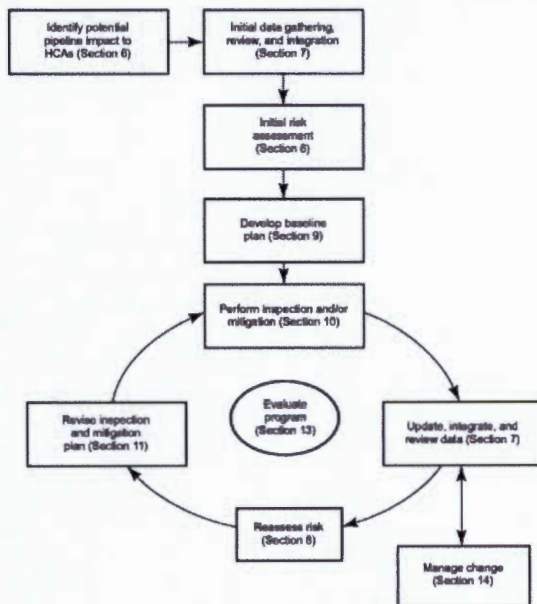 Identify potential
pipeline impact to
HCAs (Section 6)
Initial data gathering,
review, and integration
(Section 7)
Initial risk
assessment
(Section 8)
Develop baseline
plan (Section 9)
Perform inspection and/or
mitigation (Section 10)
Revise inspection
and mitigation
plan (Section 11)
Evaluate
program
(Section 13)
Update, integrate, and
review data (Section 7)
Reassess risk
(Section 8)
Manage change
(Section 14)